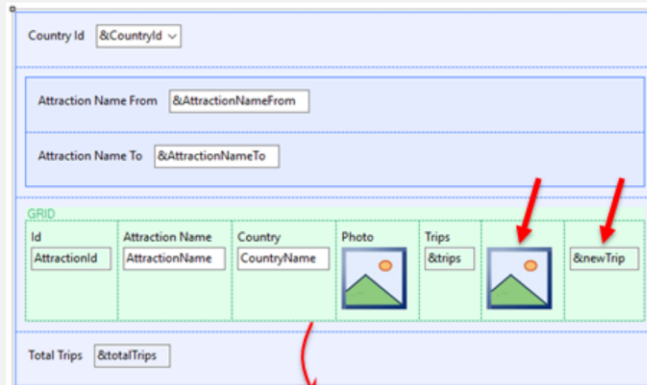 Country Id &CountryId
Attraction Name From &AttractionNameFrom
Attraction Name To &AttractionNameTo
GRID
Id Attraction Name Country Photo Trips
AttractionId AttractionName CountryName &trips &newTrip
Total Trips &totalTrips